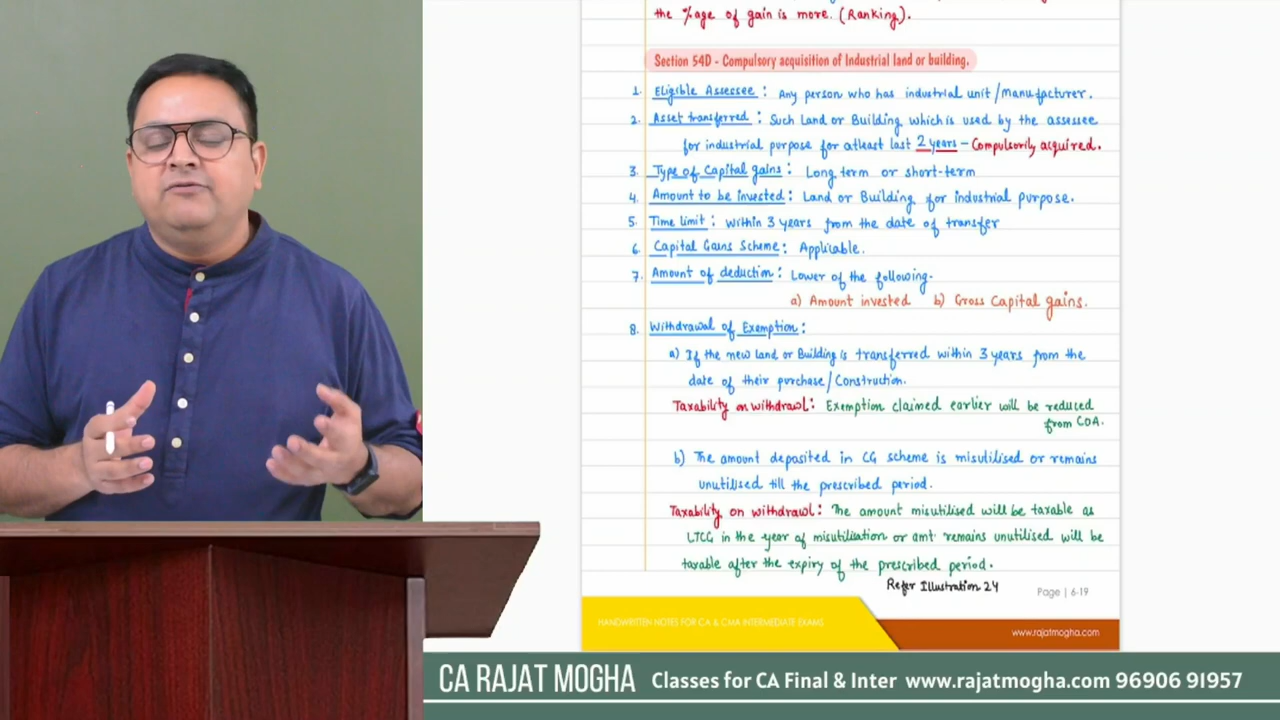 the %age of gain is more. (Ranking).
Section 54D - Compulsory acquisition of Industrial land or building.
1. Eligible Assessee : Any person who has industrial unit/manufacturer.
2. Asset transferred : Such Land or Building which is used by the assessee
for industrial purpose for atleast last 2 years - Compulsorily acquired.
3. Type of Capital gains : Long term or short-term
4. Amount to be invested : Land or Building for industrial purpose.
5. Time limit : within 3 years from the date of transfer
6. Capital Gains Scheme : Applicable.
7. Amount of deduction : Lower of the following.
a) Amount invested b) Gross Capital gains.
8. Withdrawal of Exemption :
a) If the new Land or Building is transferred within 3 years from the
date of their purchase/Construction.
Taxability on withdrawl : Exemption claimed earlier will be reduced
from COA.
b) The amount deposited in CG scheme is misutilised or remains
unutilised till the prescribed period.
Taxability on withdrawl : The amount misutilised will be taxable as
LTCG in the year of misutilisation or amt. remains unutilised will be
taxable after the expiry of the prescribed period.
Refer Illustration 24
Page | 6-19
HANDWRITTEN NOTES FOR CA & CMA INTERMEDIATE EXAMS
www.rajatmogha.com
CA RAJAT MOGHA Classes for CA Final & Inter www.rajatmogha.com 96906 91957